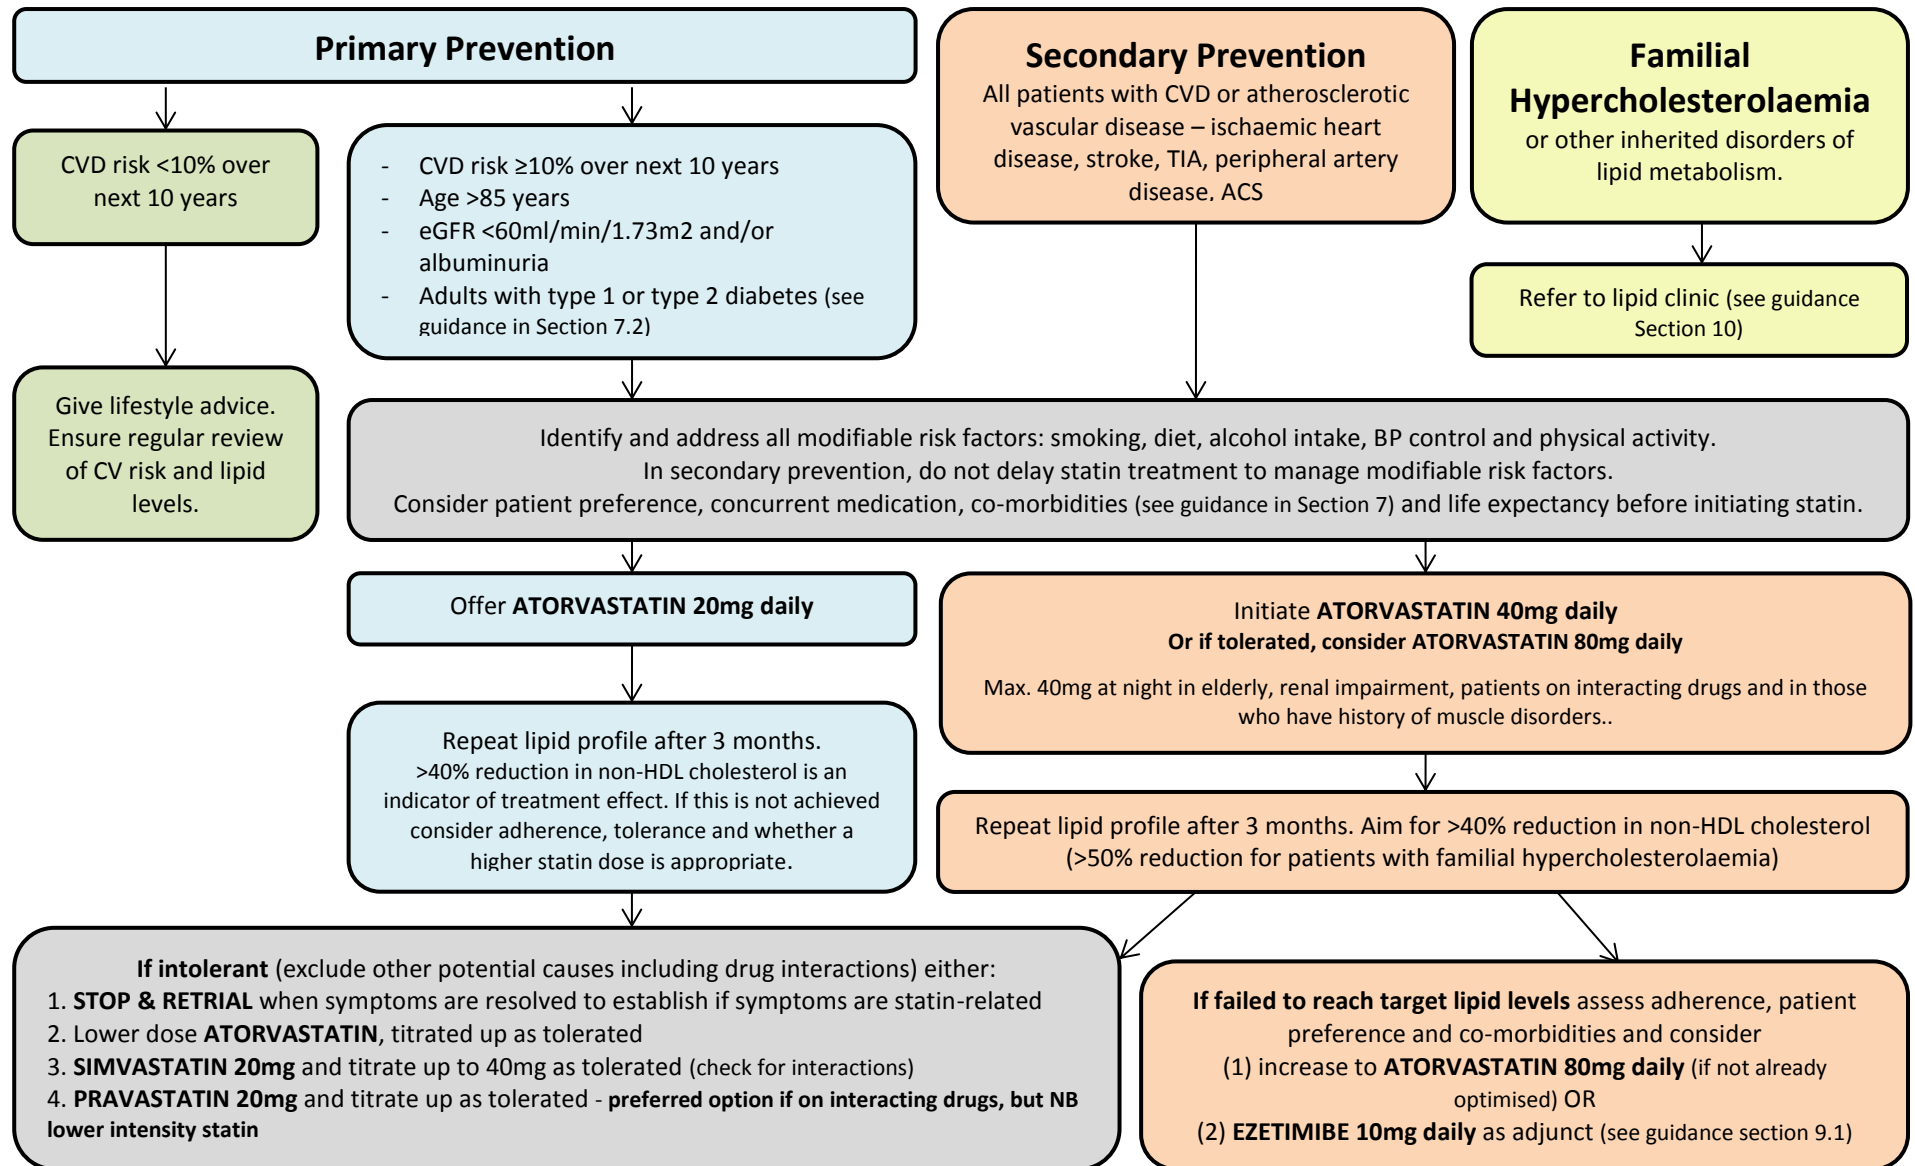 Primary Prevention
CVD risk <10% over
next 10 years
Give lifestyle advice.
Ensure regular review
of CV risk and lipid
levels.
- CVD risk ≥10% over next 10 years
- Age >85 years
- eGFR <60ml/min/1.73m2 and/or
albuminuria
- Adults with type 1 or type 2 diabetes (see
guidance in Section 7.2)
Secondary Prevention
All patients with CVD or atherosclerotic
vascular disease – ischaemic heart
disease, stroke, TIA, peripheral artery
disease, ACS
Familial
Hypercholesterolaemia
or other inherited disorders of
lipid metabolism.
Refer to lipid clinic (see guidance
Section 10)
Identify and address all modifiable risk factors: smoking, diet, alcohol intake, BP control and physical activity.
In secondary prevention, do not delay statin treatment to manage modifiable risk factors.
Consider patient preference, concurrent medication, co-morbidities (see guidance in Section 7) and life expectancy before initiating statin.
Offer ATORVASTATIN 20mg daily
Repeat lipid profile after 3 months.
>40% reduction in non-HDL cholesterol is an
indicator of treatment effect. If this is not achieved
consider adherence, tolerance and whether a
higher statin dose is appropriate.
Initiate ATORVASTATIN 40mg daily
Or if tolerated, consider ATORVASTATIN 80mg daily
Max. 40mg at night in elderly, renal impairment, patients on interacting drugs and in those
who have history of muscle disorders..
Repeat lipid profile after 3 months. Aim for >40% reduction in non-HDL cholesterol
(>50% reduction for patients with familial hypercholesterolaemia)
If intolerant (exclude other potential causes including drug interactions) either:
1. STOP & RETRIAL when symptoms are resolved to establish if symptoms are statin-related
2. Lower dose ATORVASTATIN, titrated up as tolerated
3. SIMVASTATIN 20mg and titrate up to 40mg as tolerated (check for interactions)
4. PRAVASTATIN 20mg and titrate up as tolerated - preferred option if on interacting drugs, but NB
lower intensity statin
If failed to reach target lipid levels assess adherence, patient
preference and co-morbidities and consider
(1) increase to ATORVASTATIN 80mg daily (if not already
optimised) OR
(2) EZETIMIBE 10mg daily as adjunct (see guidance section 9.1)